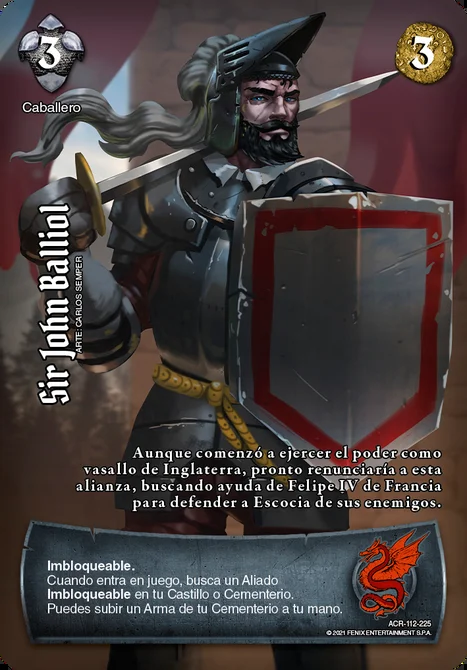 3
3
Caballero
Sir John Balliol
ARTE: CARLOS SEMPER
Aunque comenzó a ejercer el poder como
vasallo de Inglaterra, pronto renunciaría a esta
alianza, buscando ayuda de Felipe IV de Francia
para defender a Escocia de sus enemigos.
Imbloqueable.
Cuando entra en juego, busca un Aliado
Imbloqueable en tu Castillo o Cementerio.
Puedes subir un Arma de tu Cementerio a tu mano.
ACR-112-225
© 2021 FENIX ENTERTAINMENT S.P.A.